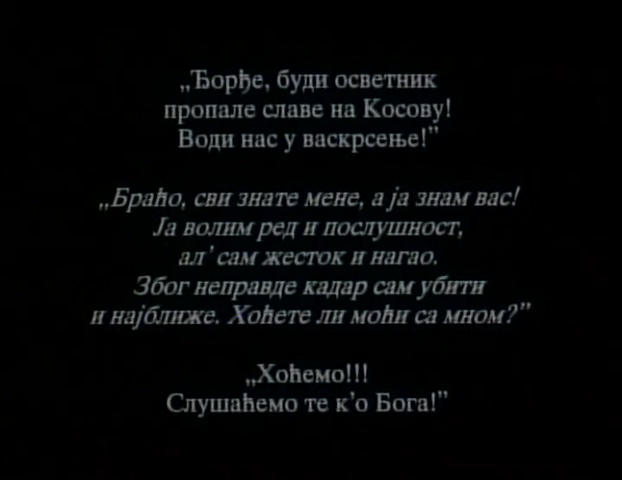 „Ђорђе, буди осветник
пропале славе на Косову!
Води нас у васкрсење!”
„Браћо, сви знате мене, а ја знам вас!
Ја волим ред и послушност,
ал’ сам жесток и нагао.
Због неправде кадар сам убити
и најближе. Хоћете ли моћи са мном?”
„Хоћемо!!!
Слушаћемо те к’о Бога!”